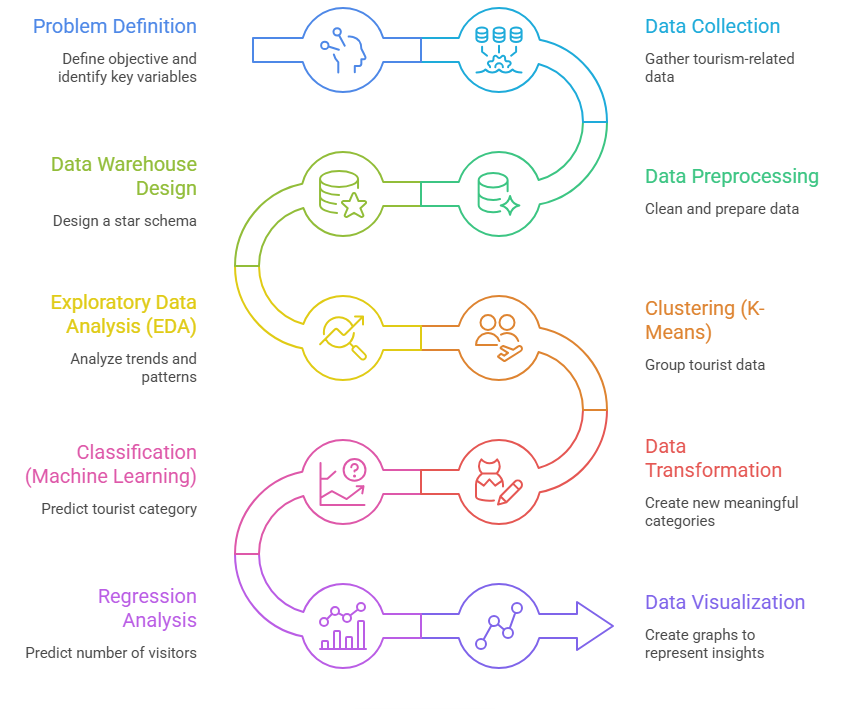 Problem Definition
Define objective and
identify key variables
Data Collection
Gather tourism-related
data
Data Preprocessing
Clean and prepare data
Data Warehouse
Design
Design a star schema
Exploratory Data
Analysis (EDA)
Analyze trends and
patterns
Clustering (K-
Means)
Group tourist data
Data
Transformation
Create new meaningful
categories
Classification
(Machine Learning)
Predict tourist category
Regression
Analysis
Predict number of visitors
Data Visualization
Create graphs to
represent insights